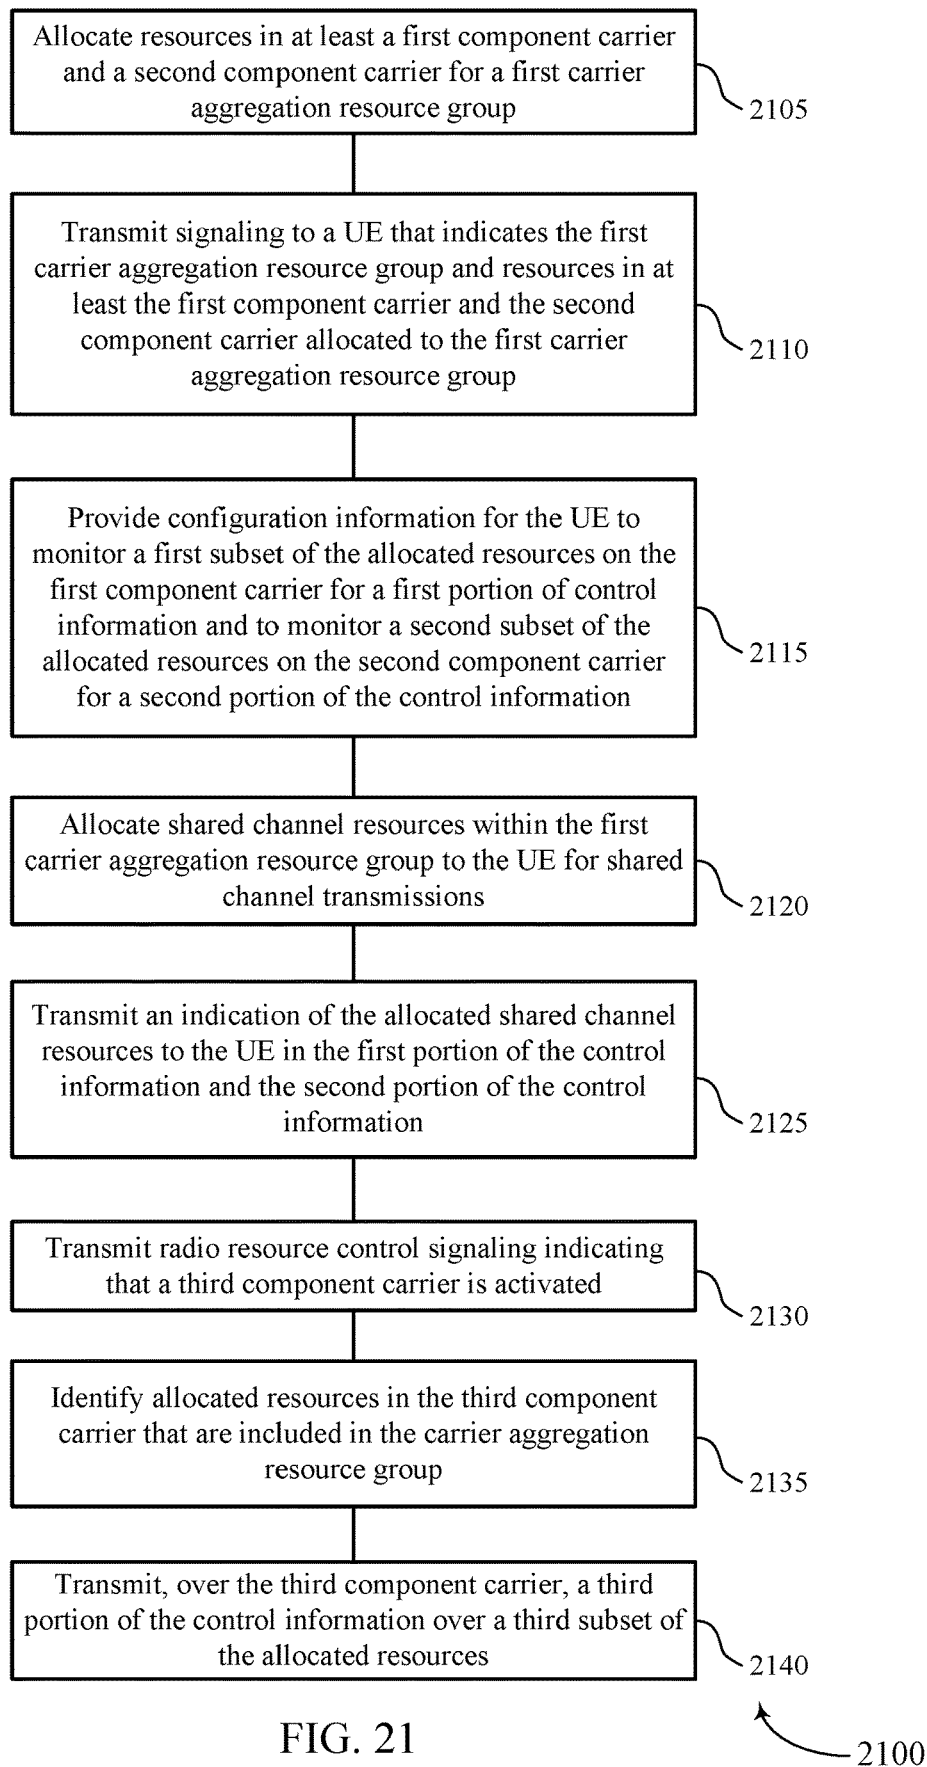 Allocate resources in at least a first component carrier
and a second component carrier for a first carrier
aggregation resource group
2105
Transmit signaling to a UE that indicates the first
carrier aggregation resource group and resources in at
least the first component carrier and the second
component carrier allocated to the first carrier
aggregation resource group
2110
Provide configuration information for the UE to
monitor a first subset of the allocated resources on the
first component carrier for a first portion of control
information and to monitor a second subset of the
allocated resources on the second component carrier
for a second portion of the control information
2115
Allocate shared channel resources within the first
carrier aggregation resource group to the UE for shared
channel transmissions
2120
Transmit an indication of the allocated shared channel
resources to the UE in the first portion of the control
information and the second portion of the control
information
2125
Transmit radio resource control signaling indicating
that a third component carrier is activated
2130
Identify allocated resources in the third component
carrier that are included in the carrier aggregation
resource group
2135
Transmit, over the third component carrier, a third
portion of the control information over a third subset of
the allocated resources
2140
FIG. 21
2100